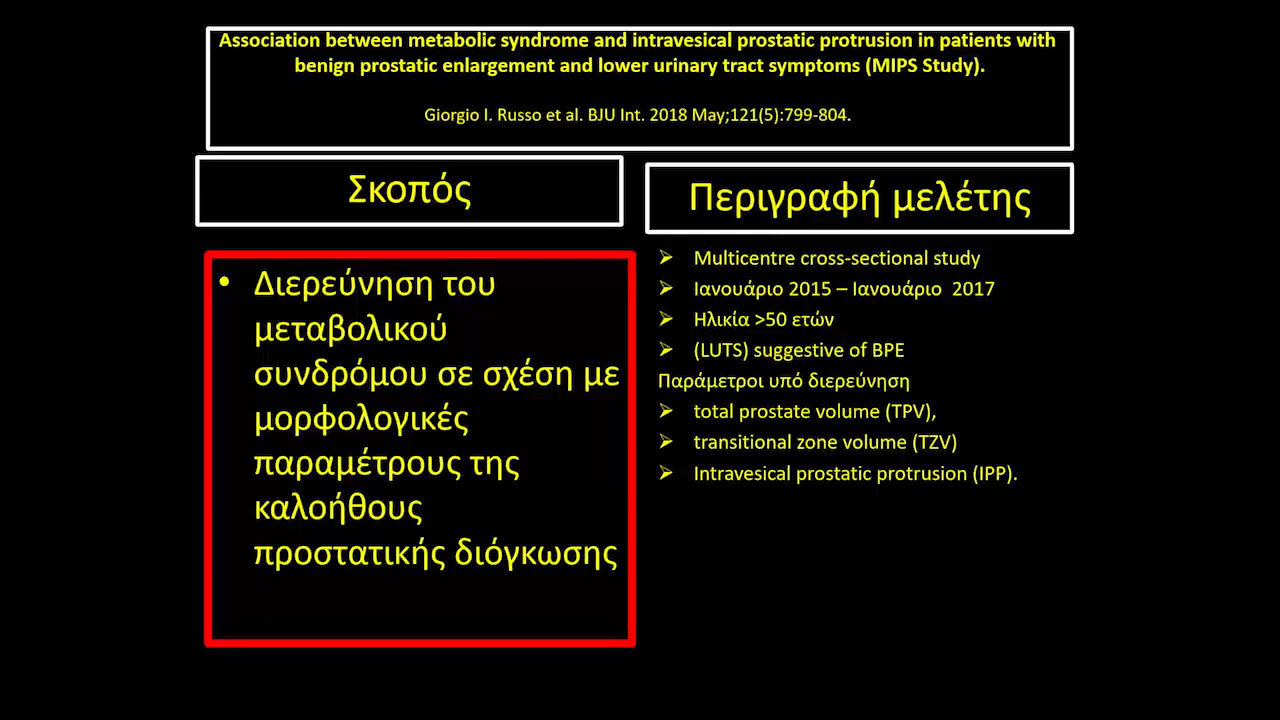 Association between metabolic syndrome and intravesical prostatic protrusion in patients with
benign prostatic enlargement and lower urinary tract symptoms (MIPS Study).
Giorgio I. Russo et al. BJU Int. 2018 May;121(5):799-804.
Σκοπός
• Διερεύνηση του
μεταβολικού
συνδρόμου σε σχέση με
μορφολογικές
παραμέτρους της
καλοήθους
προστατικής διόγκωσης
Περιγραφή μελέτης
➢ Multicentre cross-sectional study
➢ Ιανουάριο 2015 – Ιανουάριο 2017
➢ Ηλικία >50 ετών
➢ (LUTS) suggestive of BPE
Παράμετροι υπό διερεύνηση
➢ total prostate volume (TPV),
➢ transitional zone volume (TZV)
➢ Intravesical prostatic protrusion (IPP).